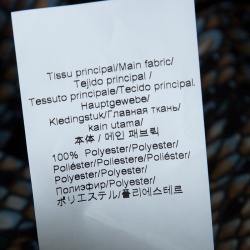 Tissu principal/Main fabric/
Tejido principal /
Tessuto principale/Tecido principal.
Hauptgewebe/
Kledingstuk/Главная ткань/
kain utama/
本体 / 메인 패브릭
100% Polyester/Polyester/
Poliéster/Poliestere/Poliéster/
Polyester/Polyester/
Полиэфир/Polyester/
ポリエステル/폴리에스테르